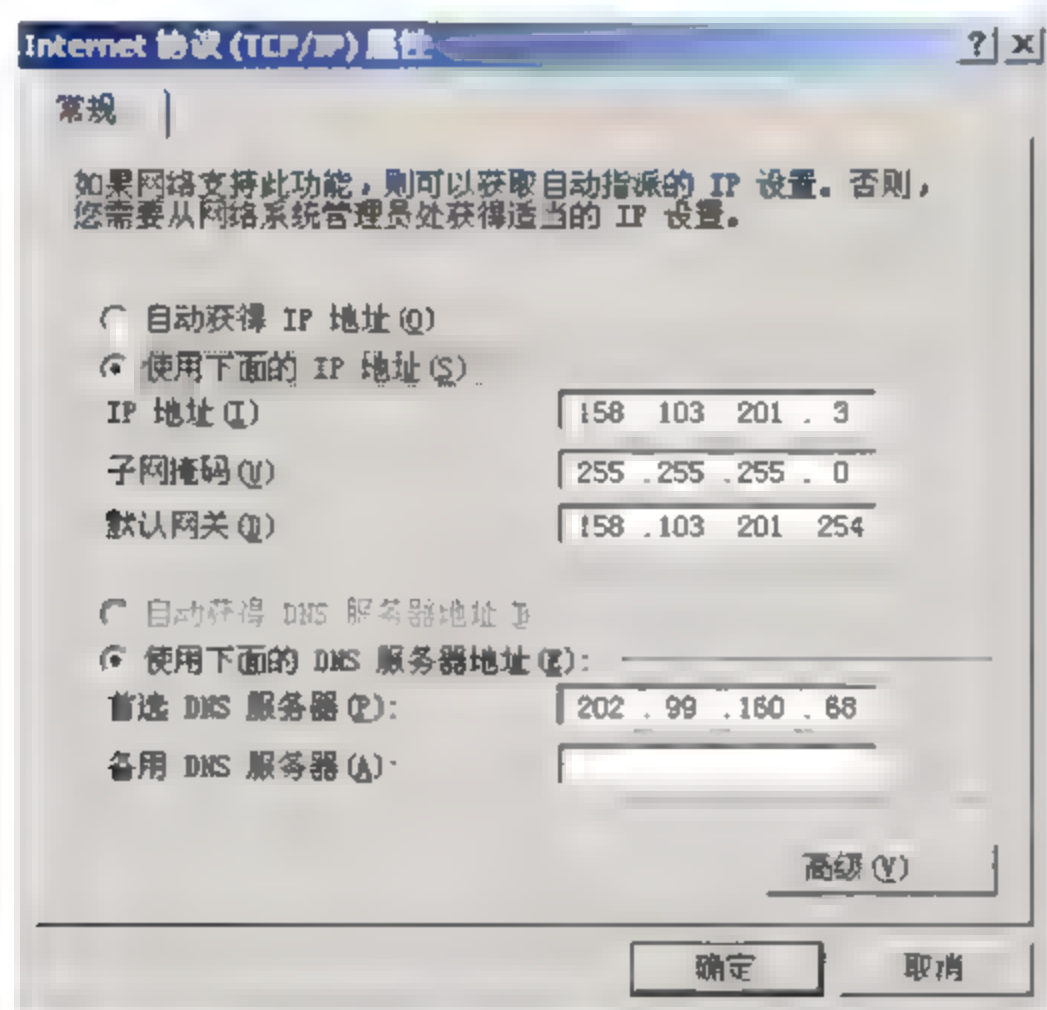 Internet 协议 (TCP/IP) 属性
? x
常规
如果网络支持此功能，则可以获取自动指派的 IP 设置。否则，
您需要从网络系统管理员处获得适当的 IP 设置。
自动获得 IP 地址(O)
使用下面的 IP 地址(S)
IP 地址(I) 158 103 201 . 3
子网掩码(U) 255 .255 .255 . 0
默认网关(D) 158 .103 201 254
自动获得 DNS 服务器地址 B
使用下面的 DNS 服务器地址(E):
首选 DNS 服务器(P): 202 . 99 .160 . 68
备用 DNS 服务器(A)
高级(V)
确定 取消